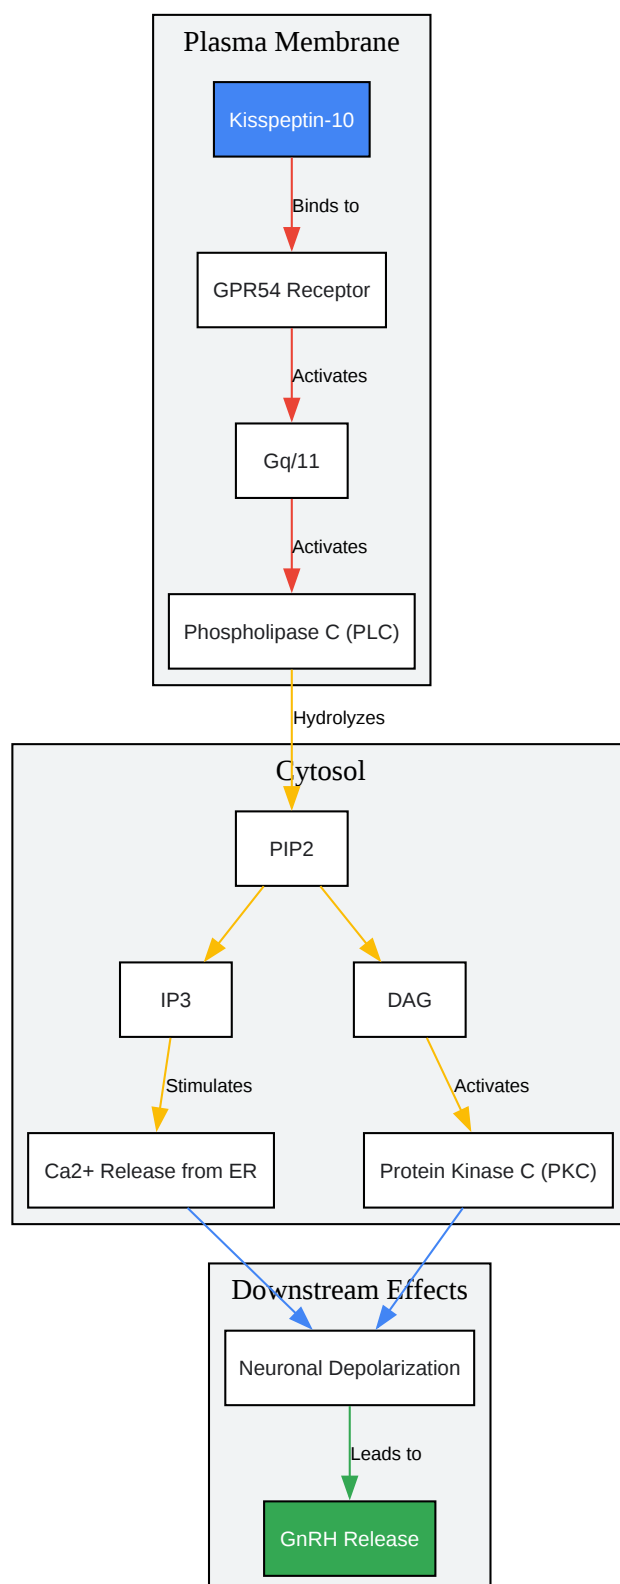 Plasma Membrane
Kisspeptin-10
Binds to
GPR54 Receptor
Activates
Gq/11
Activates
Phospholipase C (PLC)
Hydrolyzes
Cytosol
PIP2
IP3
DAG
Stimulates
Activates
Ca2+ Release from ER
Protein Kinase C (PKC)
Downstream Effects
Neuronal Depolarization
Leads to
GnRH Release